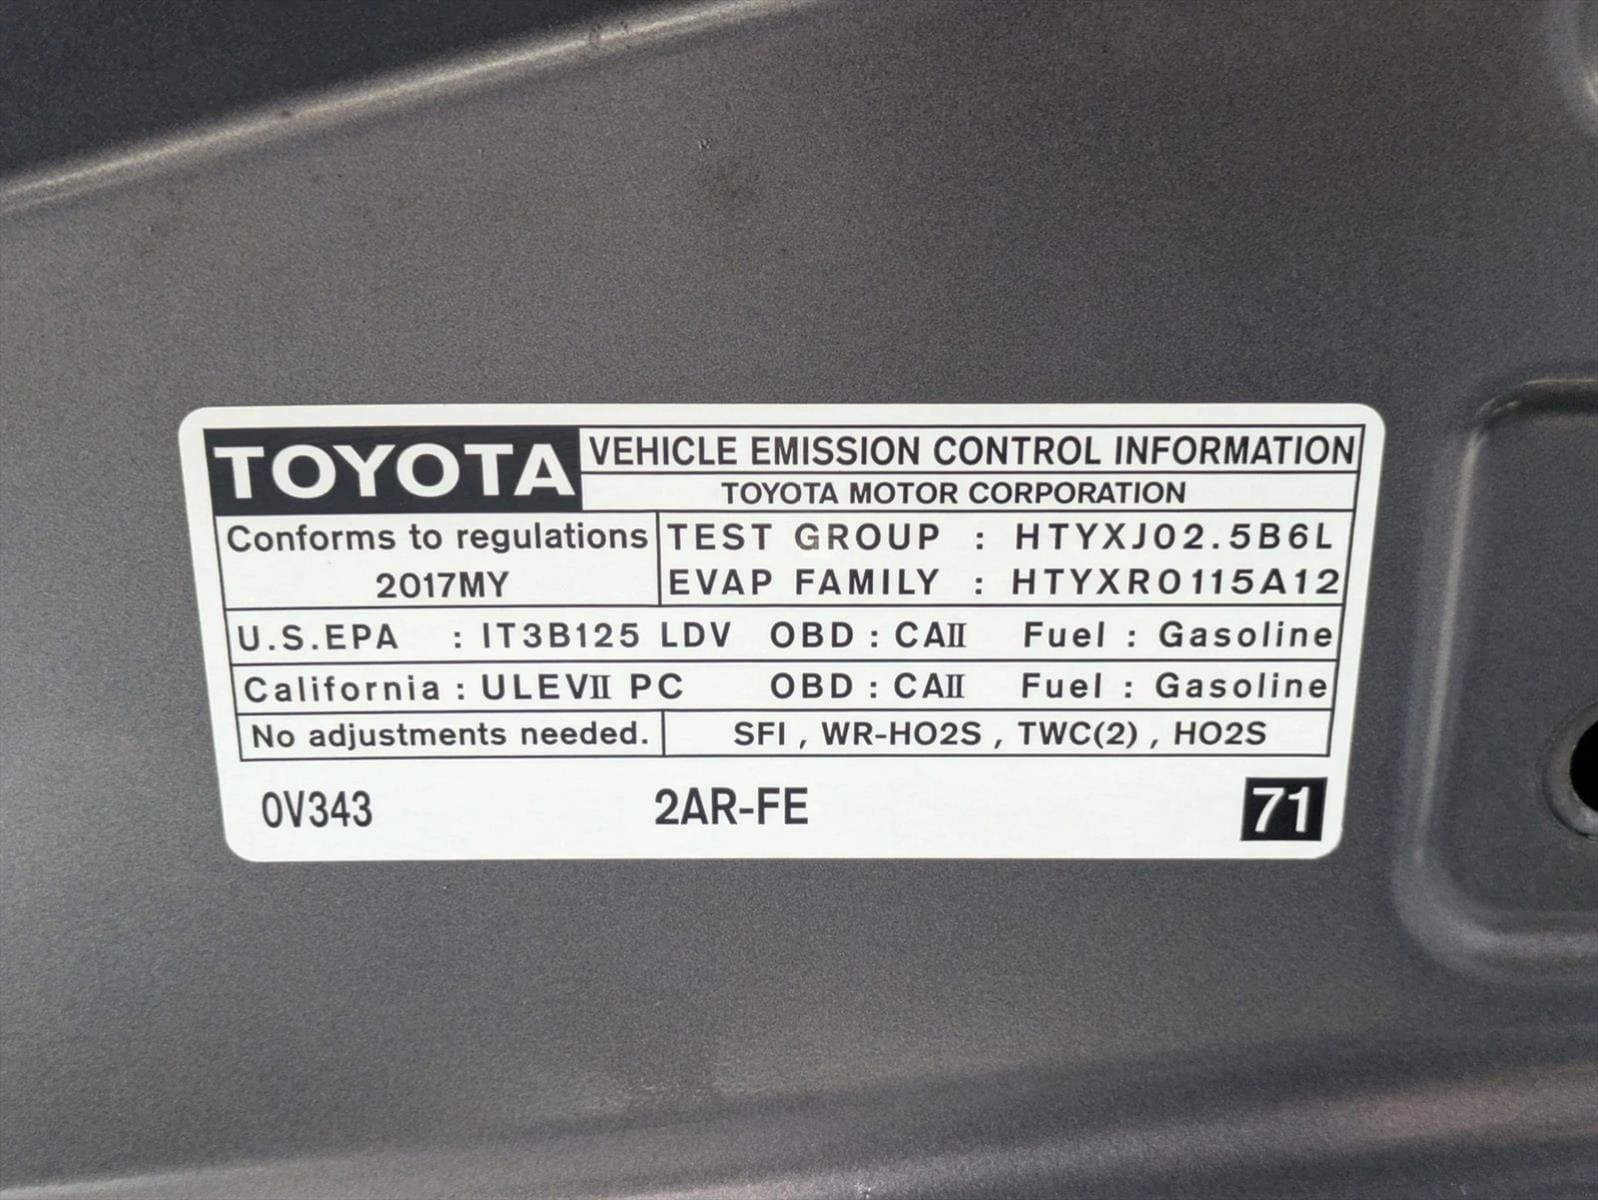 TOYOTA VEHICLE EMISSION CONTROL INFORMATION
TOYOTA MOTOR CORPORATION
Conforms to regulations TEST GROUP : HTYXJ02.5B6L
2017MY EVAP FAMILY : HTYXR0115A12
U.S.EPA : IT3B125 LDV OBD : CAII Fuel : Gasoline
California : ULEVII PC OBD : CAII Fuel : Gasoline
No adjustments needed. SFI , WR-HO2S , TWC(2) , HO2S
0V343 2AR-FE 71